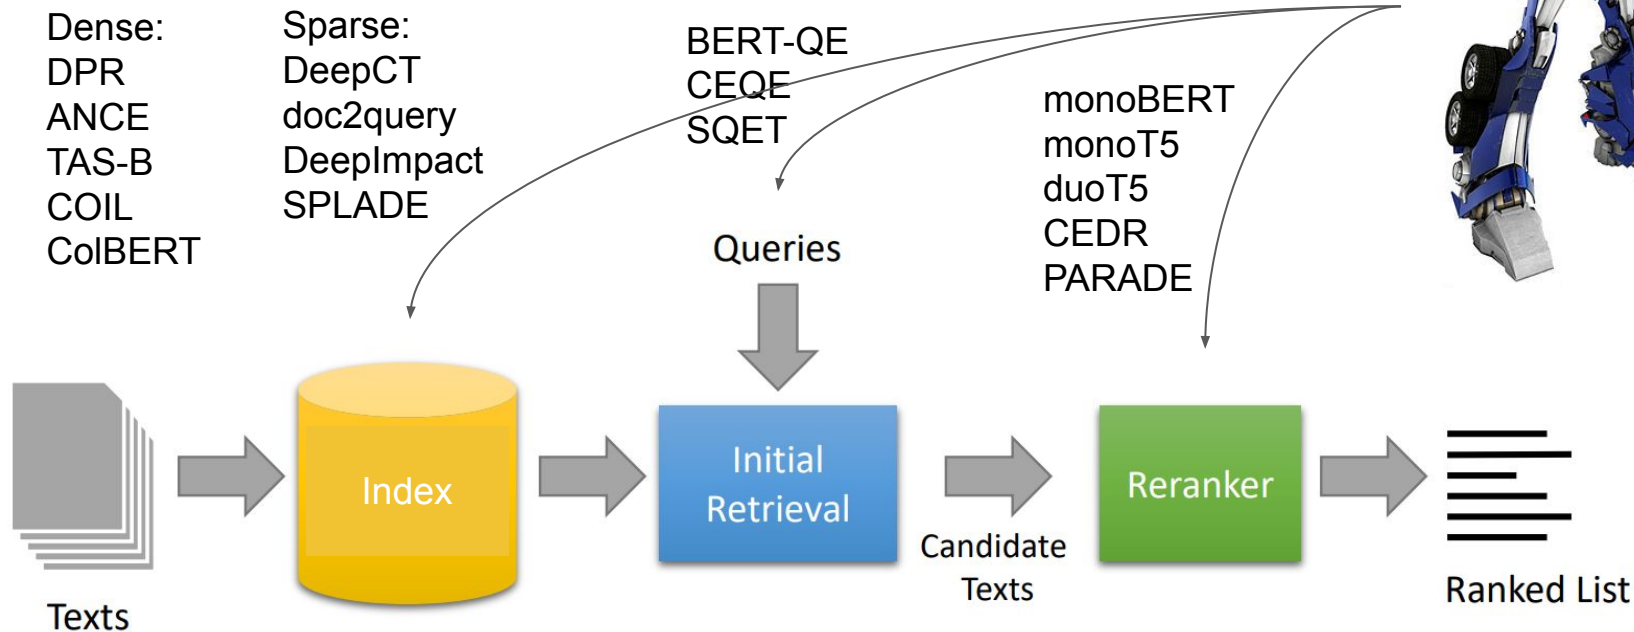 Dense:
DPR
ANCE
TAS-B
COIL
ColBERT
Sparse:
DeepCT
doc2query
DeepImpact
SPLADE
BERT-QE
CEQE
SQET
monoBERT
monoT5
duoT5
CEDR
PARADE
Queries
Texts
Index
Initial
Retrieval
Candidate
Texts
Reranker
Ranked List